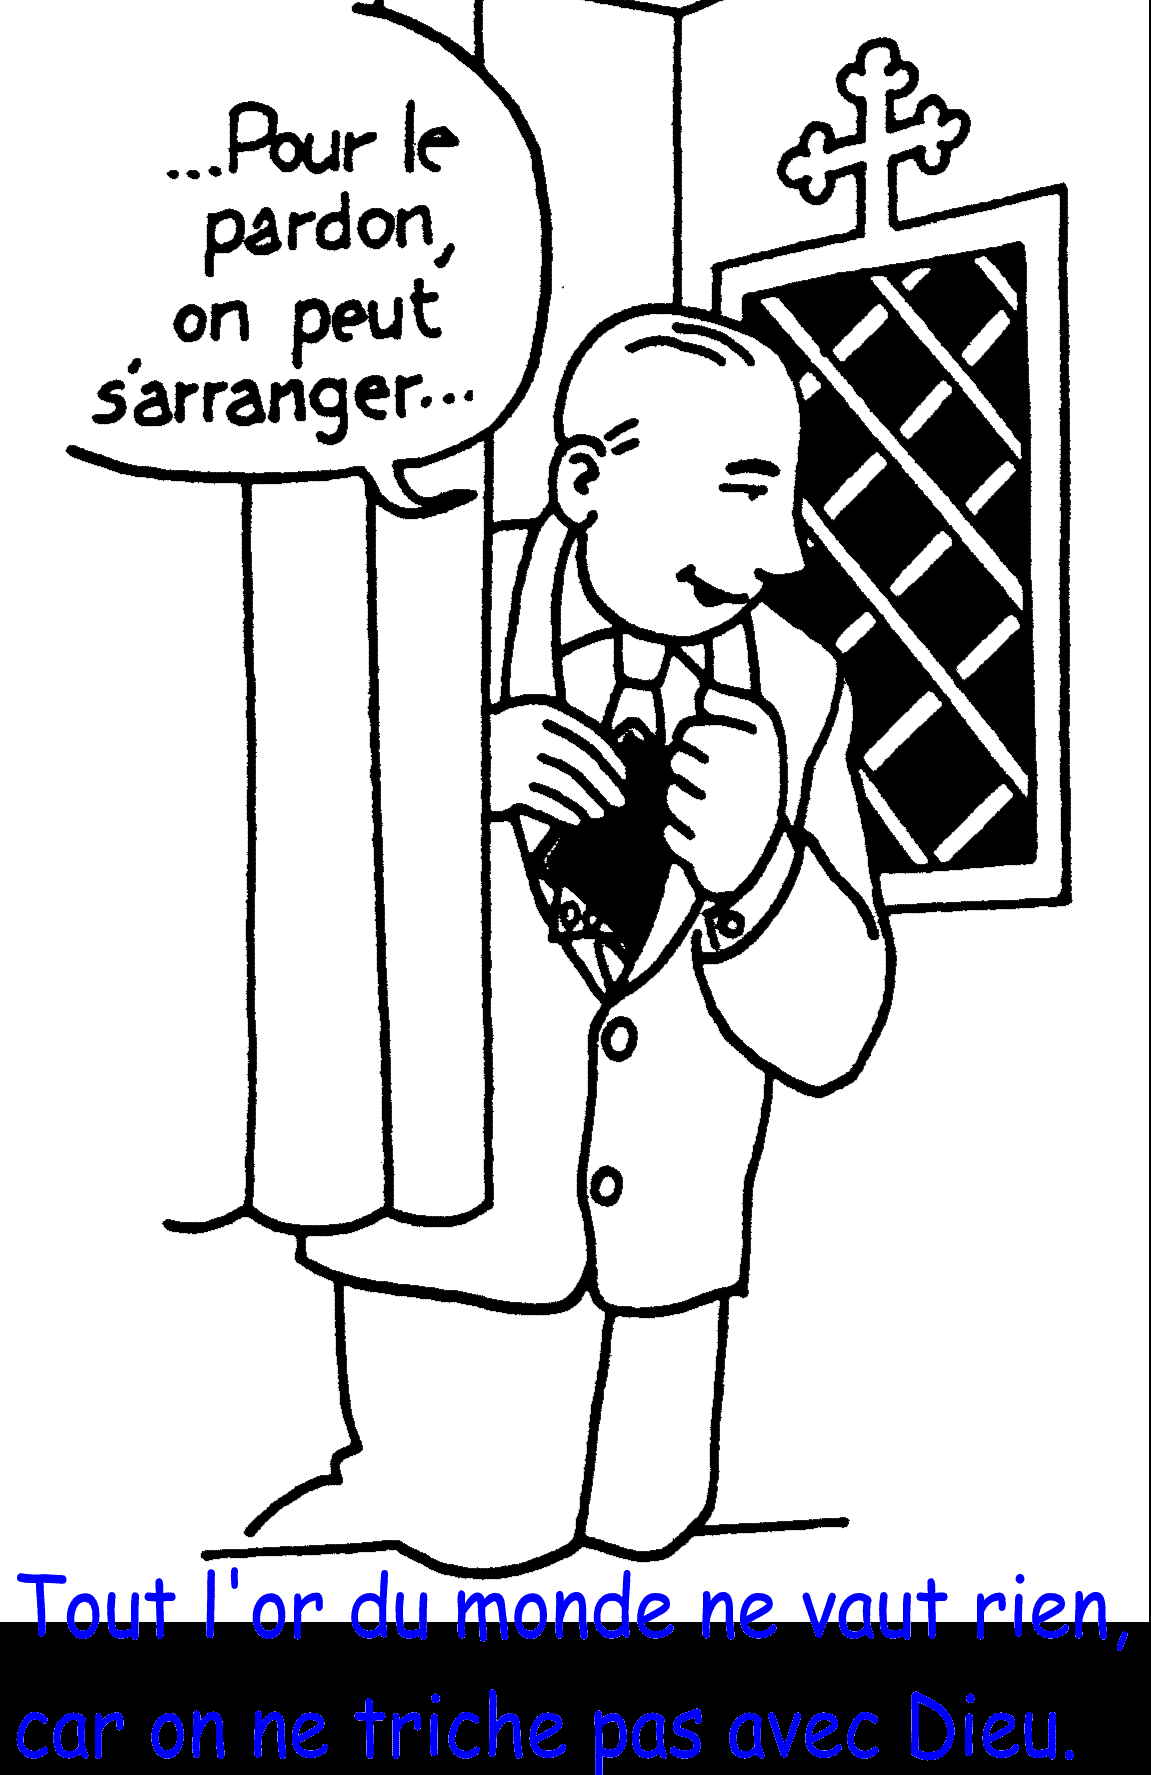 ...Pour le
pardon,
on peut
s'arranger...
Tout l'or du monde ne vaut rien,
car on ne triche pas avec Dieu.